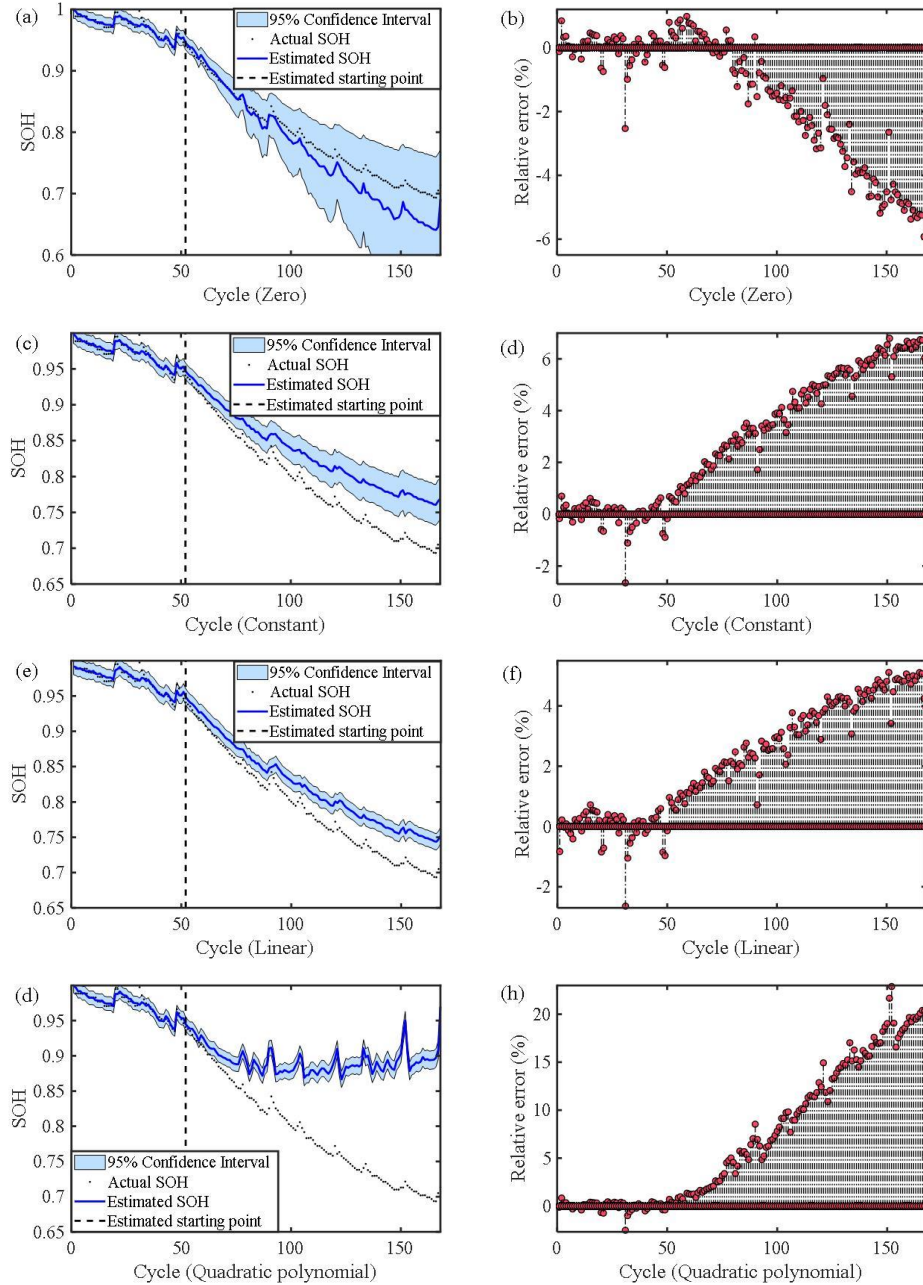 (a)
1
0.9
0.8
0.7
0.6
SOH
0 50 100 150
Cycle (Zero)
95% Confidence Interval
Actual SOH
Estimated SOH
Estimated starting point
(b)
0
-2
-4
-6
Relative error (%)
0 50 100 150
Cycle (Zero)
(c)
0.95
0.9
0.85
0.8
0.75
0.7
0.65
SOH
0 50 100 150
Cycle (Constant)
95% Confidence Interval
Actual SOH
Estimated SOH
Estimated starting point
(d)
6
4
2
0
-2
Relative error (%)
0 50 100 150
Cycle (Constant)
(e)
0.95
0.9
0.85
0.8
0.75
0.7
0.65
SOH
0 50 100 150
Cycle (Linear)
95% Confidence Interval
Actual SOH
Estimated SOH
Estimated starting point
(f)
4
2
0
-2
Relative error (%)
0 50 100 150
Cycle (Linear)
(d)
0.95
0.9
0.85
0.8
0.75
0.7
0.65
SOH
0 50 100 150
Cycle (Quadratic polynomial)
95% Confidence Interval
Actual SOH
Estimated SOH
Estimated starting point
(h)
20
15
10
5
0
Relative error (%)
0 50 100 150
Cycle (Quadratic polynomial)